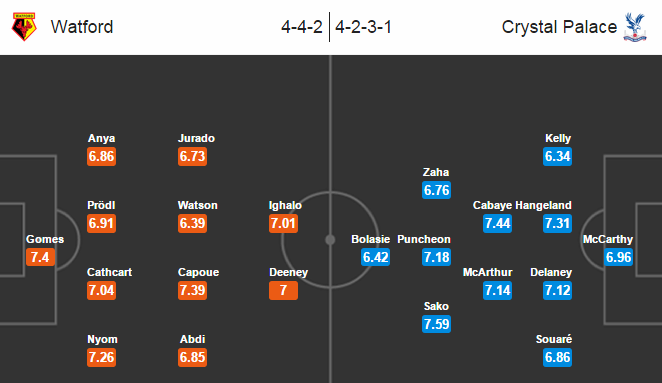 Watford 4-4-2 4-2-3-1 Crystal Palace
Anya
6.86
Jurado
6.73
Prödl
6.91
Watson
6.39
Ighalo
7.01
Gomes
7.4
Cathcart
7.04
Capoue
7.39
Deeney
7
Nyom
7.26
Abdi
6.85
Kelly
6.34
Zaha
6.76
Cabaye
7.44
Hangeland
7.31
Bolasie
6.42
Puncheon
7.18
McCarthy
6.96
McArthur
7.14
Delaney
7.12
Sako
7.59
Souaré
6.86